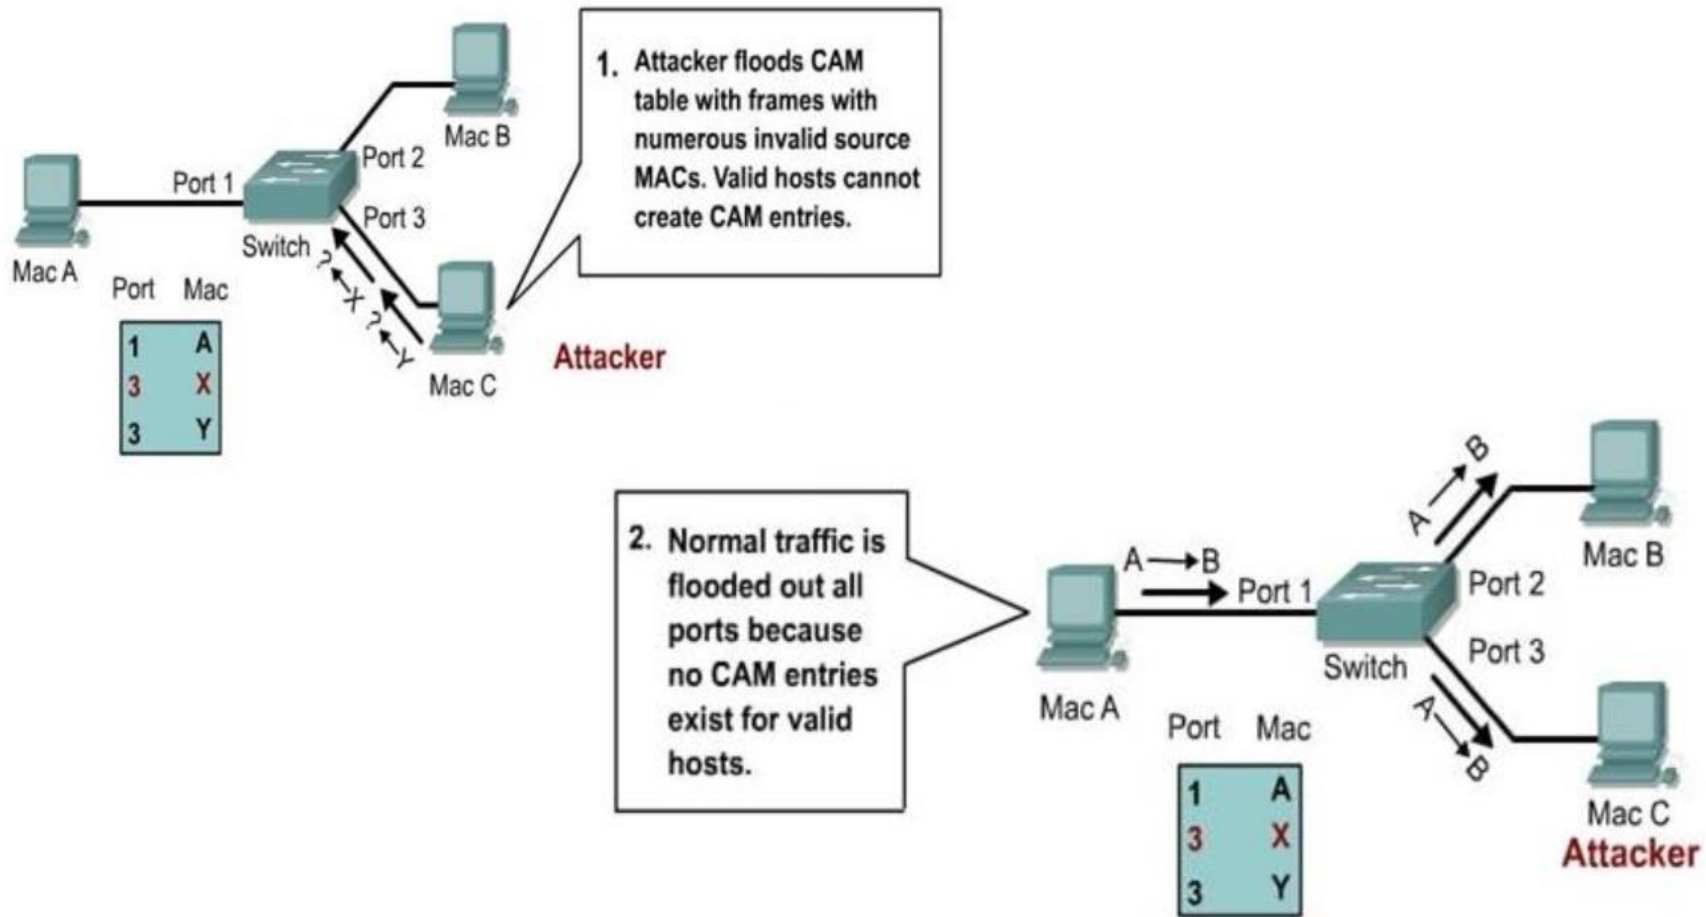 Mac B
Port 2
Port 1
Mac A
Port 3
Switch
? ← X ? ← Y
Mac C
Attacker
1. Attacker floods CAM
table with frames with
numerous invalid source
MACs. Valid hosts cannot
create CAM entries.
Port Mac
1 A
3 X
3 Y
2. Normal traffic is
flooded out all
ports because
no CAM entries
exist for valid
hosts.
A → B
Mac A
Port 1
Switch
A → B
Port 2
Mac B
Port 3
A → B
Mac C
Attacker
Port Mac
1 A
3 X
3 Y